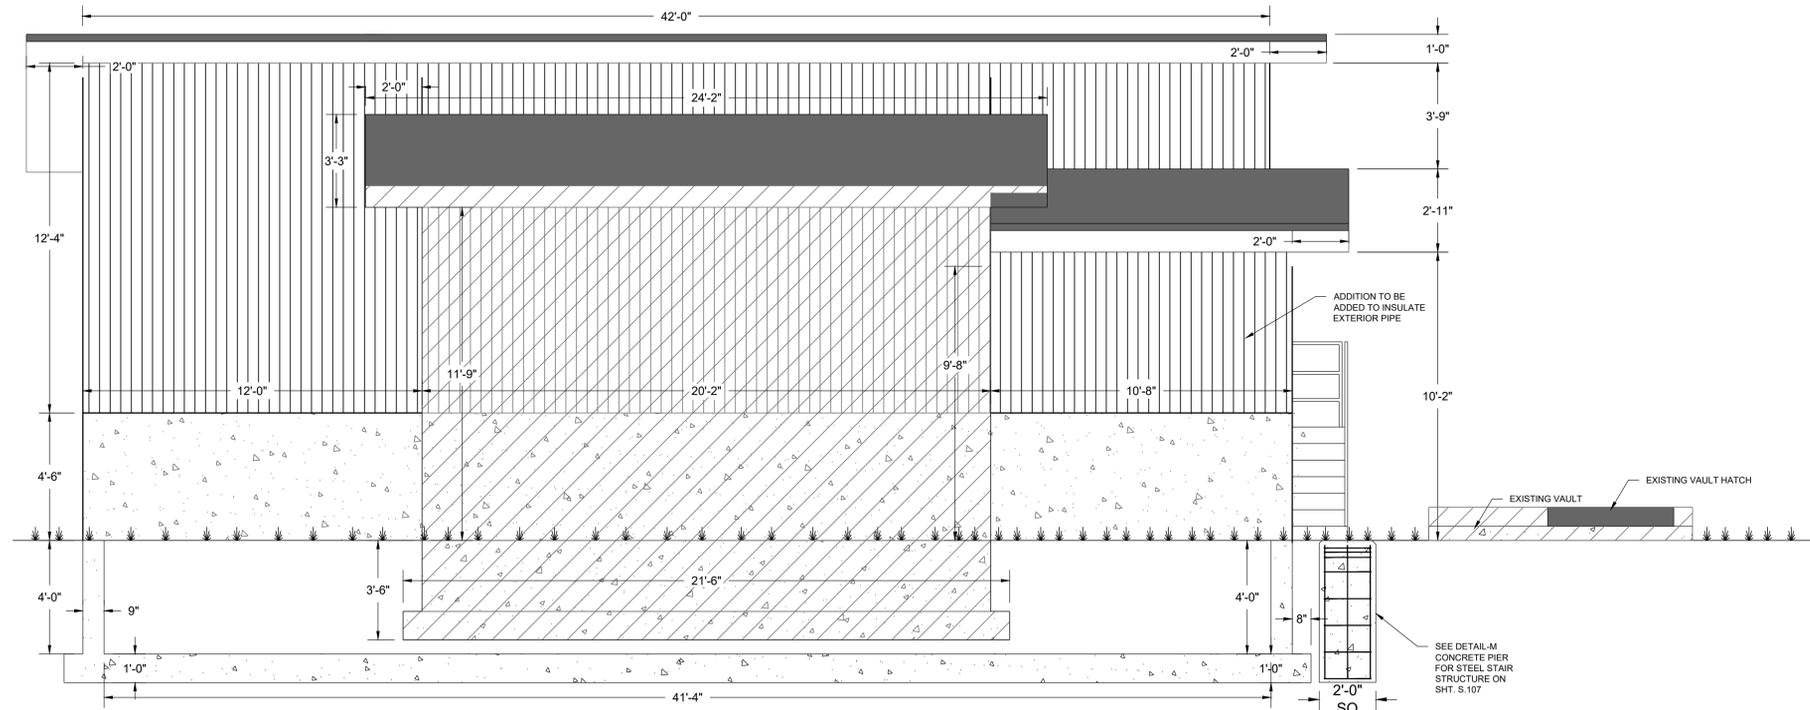 42'-0"
2'-0"
1'-0"
2'-0"
2'-0"
24'-2"
3'-9"
3'-3"
2'-11"
12'-4"
2'-0"
ADDITION TO BE
ADDED TO INSULATE
EXTERIOR PIPE
11'-9"
9'-8"
12'-0"
20'-2"
10'-8"
10'-2"
4'-6"
EXISTING VAULT HATCH
EXISTING VAULT
21'-6"
3'-6"
4'-0"
9"
4'-0"
8"
SEE DETAIL-M
CONCRETE PIER
FOR STEEL STAIR
STRUCTURE ON
SHT. S.107
1'-0"
1'-0"
41'-4"
2'-0"
SQ